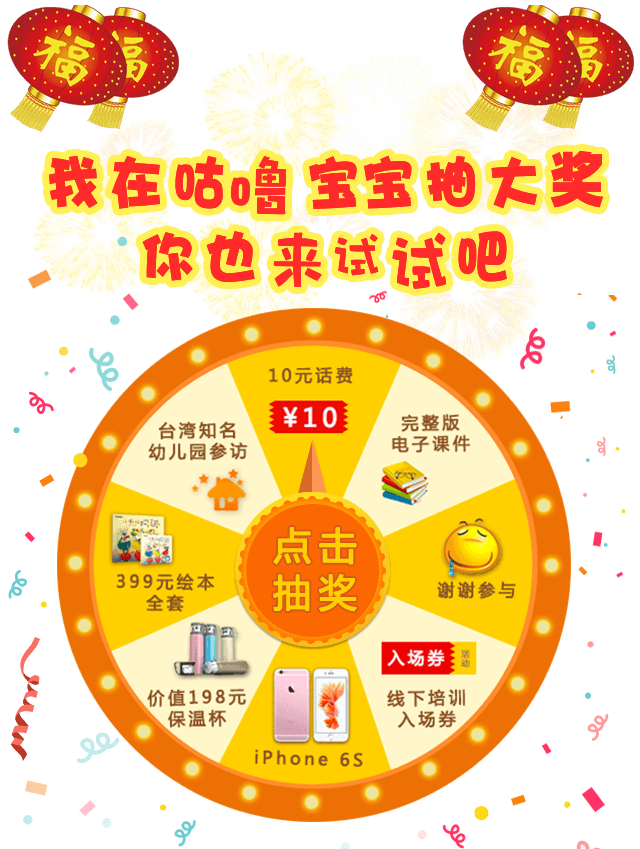 福 福
福 福
我在咕噜宝宝抽大奖
你也来试试吧
10元话费
¥10
完整版
电子课件
谢谢参与
入场券 活动
线下培训
入场券
iPhone 6S
价值198元
保温杯
399元绘本
全套
台湾知名
幼儿园参访
点击
抽奖